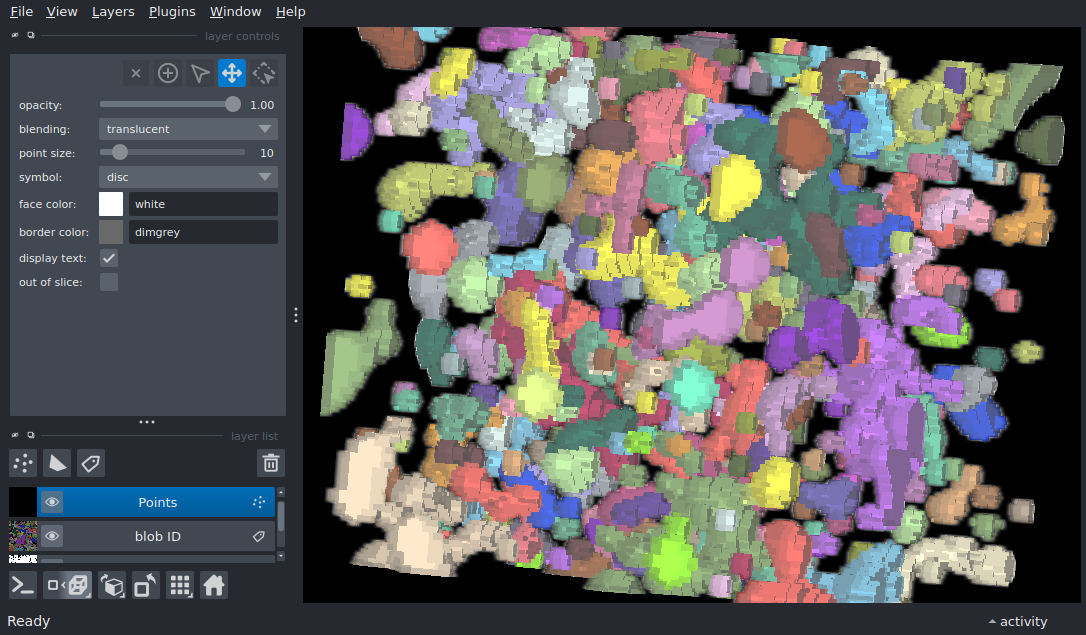 File View Layers Plugins Window Help
layer controls
opacity: 1.00
blending: translucent
point size: 10
symbol: disc
face color: white
border color: dimgrey
display text:
out of slice:
layer list
Points
blob ID
Ready activity